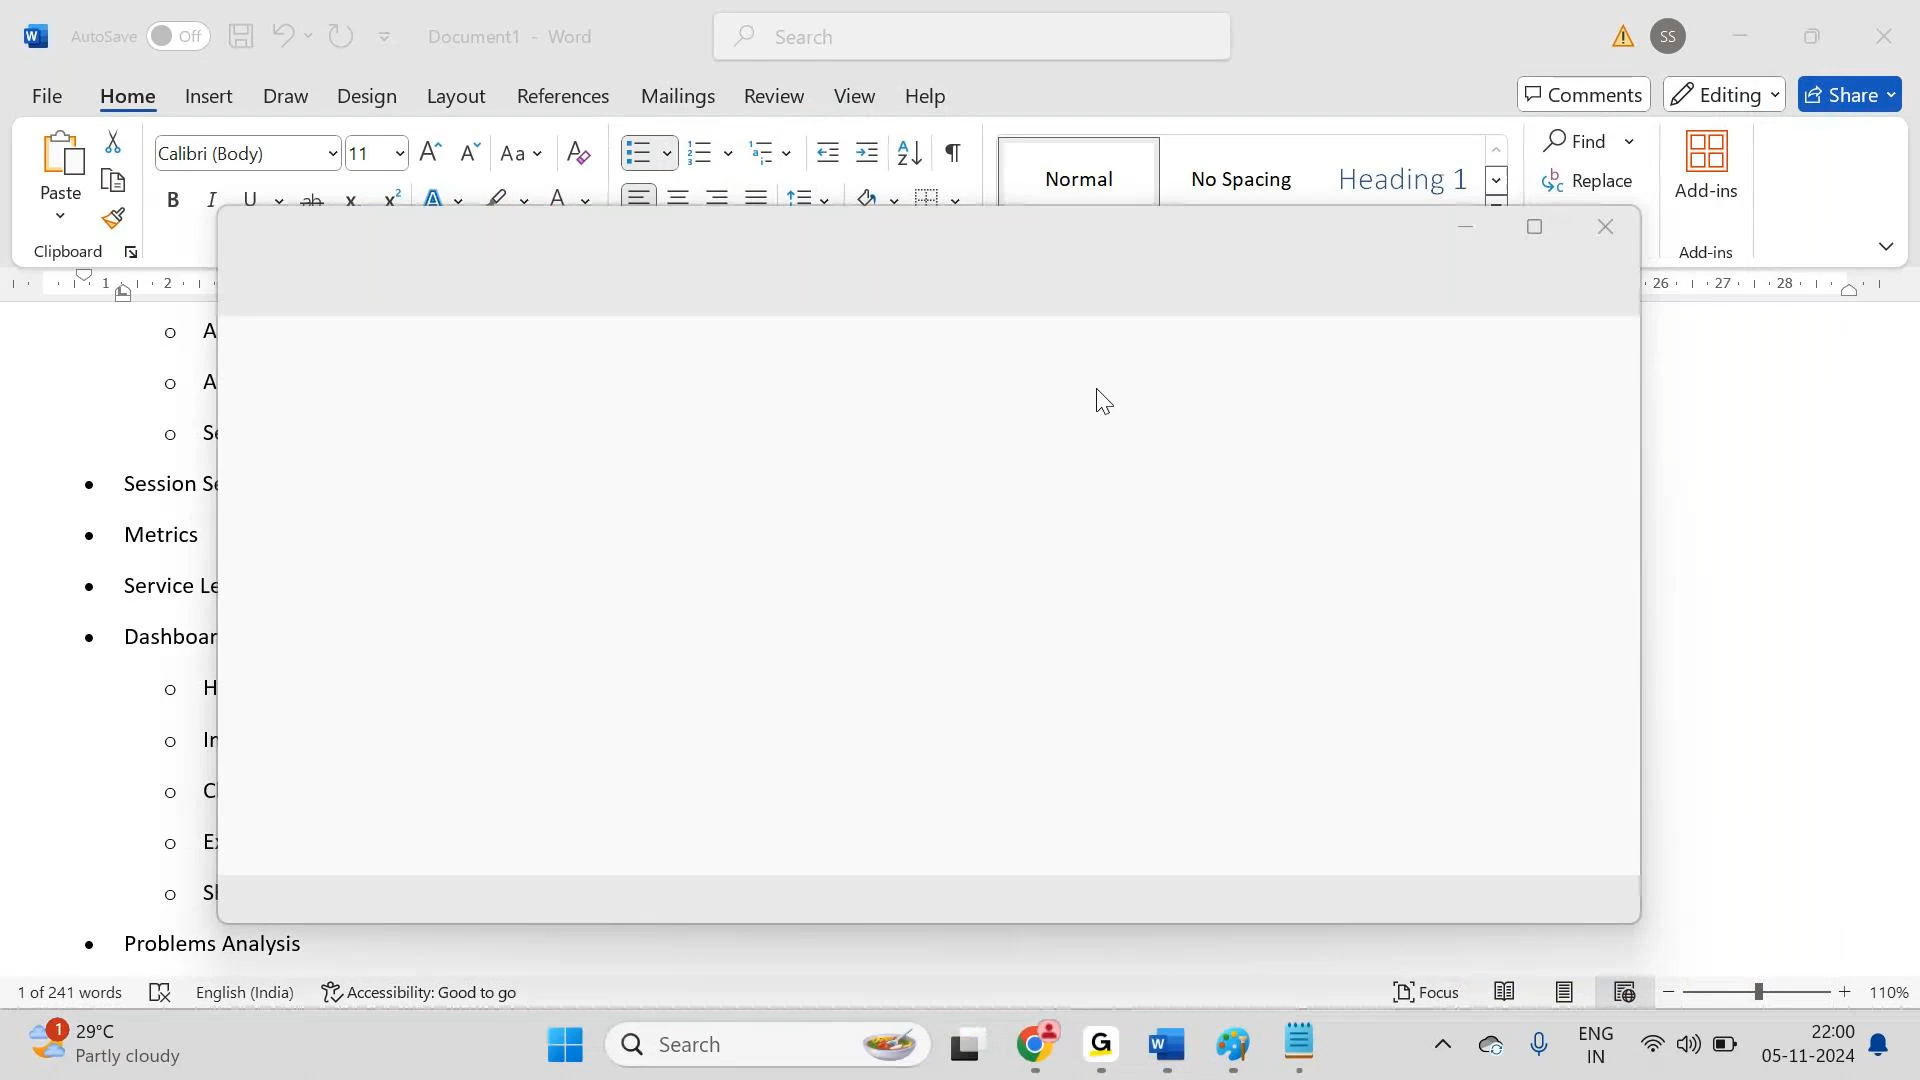 AutoSave Off Document1 - Word Search SS
File Home Insert Draw Design Layout References Mailings Review View Help Comments Editing Share
Paste Calibri (Body) 11 Aa Normal No Spacing Heading 1 Find Replace Add-ins
B I U ab x x² A A
Clipboard Add-ins
1 2 26 27 28
Session
Metrics
Service
Problems Analysis
1 of 241 words English (India) Accessibility: Good to go Focus 110%
1 29°C Partly cloudy Search G W ENG IN 22:00 05-11-2024